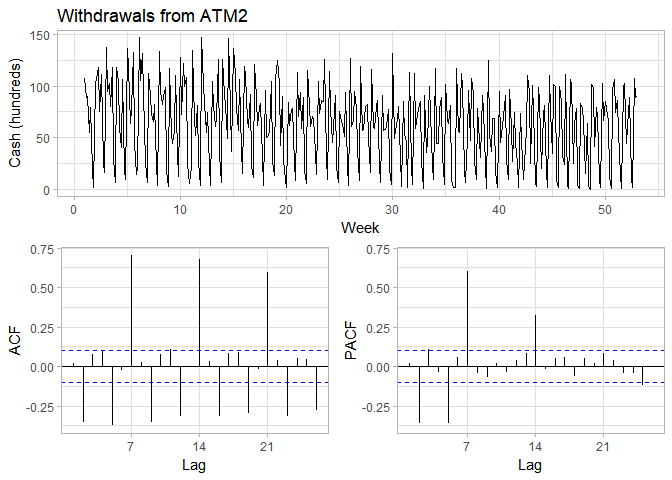 Withdrawals from ATM2
Cash (hundreds)
150
100
50
0
0 10 20 30 40 50
Week
ACF
0.75
0.50
0.25
0.00
-0.25
7 14 21
Lag
PACF
0.75
0.50
0.25
0.00
-0.25
7 14 21
Lag